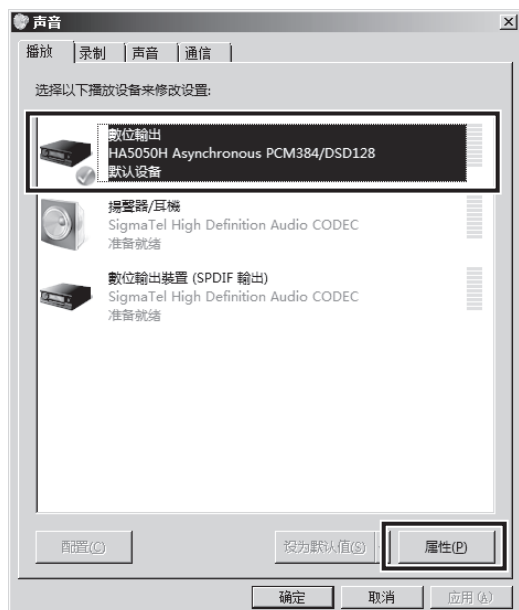 声音
播放 录制 声音 通信
选择以下播放设备来修改设置:
數位輸出
HA5050H Asynchronous PCM384/DSD128
默认设备
揚聲器/耳機
SigmaTel High Definition Audio CODEC
准备就绪
數位輸出裝置 (SPDIF 輸出)
SigmaTel High Definition Audio CODEC
准备就绪
配置(C) 设为默认值(S) 属性(P)
确定 取消 应用(A)